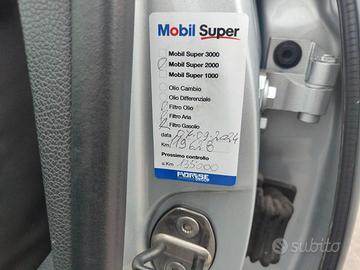 Mobil Super
Mobil Super 3000
Mobil Super 2000
Mobil Super 1000
Olio Cambio
Olio Differenziale
Filtro Olio
Filtro Aria
Filtro Gasolio
data
Km
Prossimo controllo
a Km
subito